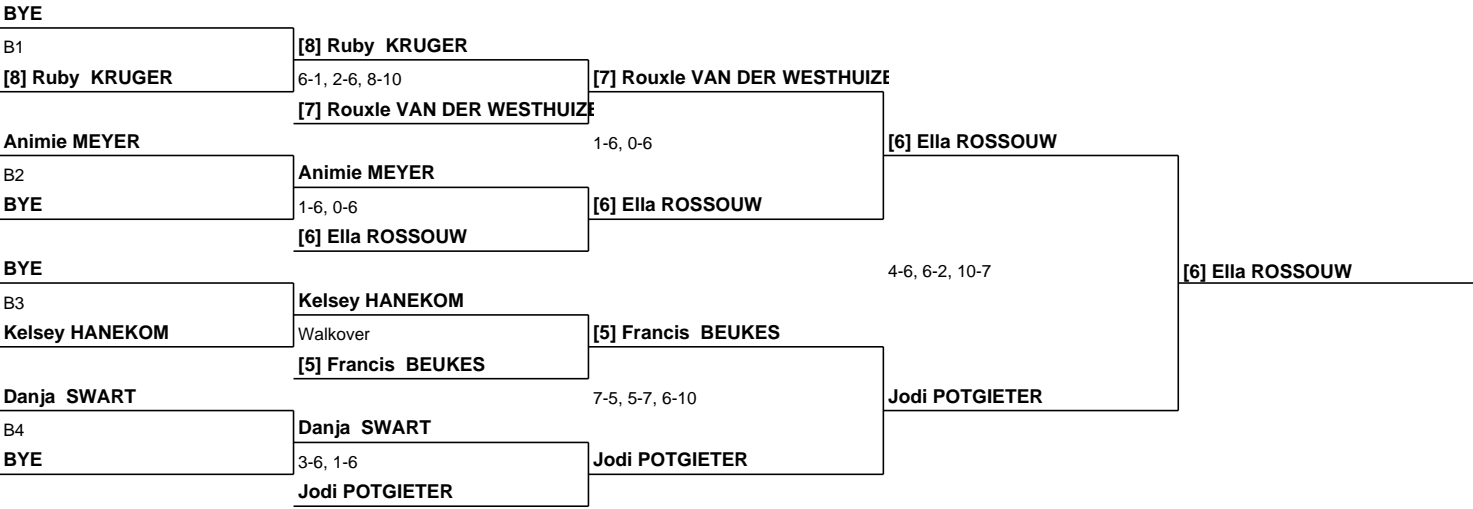 BYE
B1
[8] Ruby KRUGER
[8] Ruby KRUGER
6-1, 2-6, 8-10
[7] Rouxle VAN DER WESTHUIZE
[7] Rouxle VAN DER WESTHUIZE
Animie MEYER
B2
BYE
Animie MEYER
1-6, 0-6
[6] Ella ROSSOUW
1-6, 0-6
[6] Ella ROSSOUW
[6] Ella ROSSOUW
BYE
B3
Kelsey HANEKOM
Kelsey HANEKOM
Walkover
[5] Francis BEUKES
[5] Francis BEUKES
Danja SWART
B4
BYE
Danja SWART
3-6, 1-6
Jodi POTGIETER
7-5, 5-7, 6-10
Jodi POTGIETER
Jodi POTGIETER
4-6, 6-2, 10-7
[6] Ella ROSSOUW